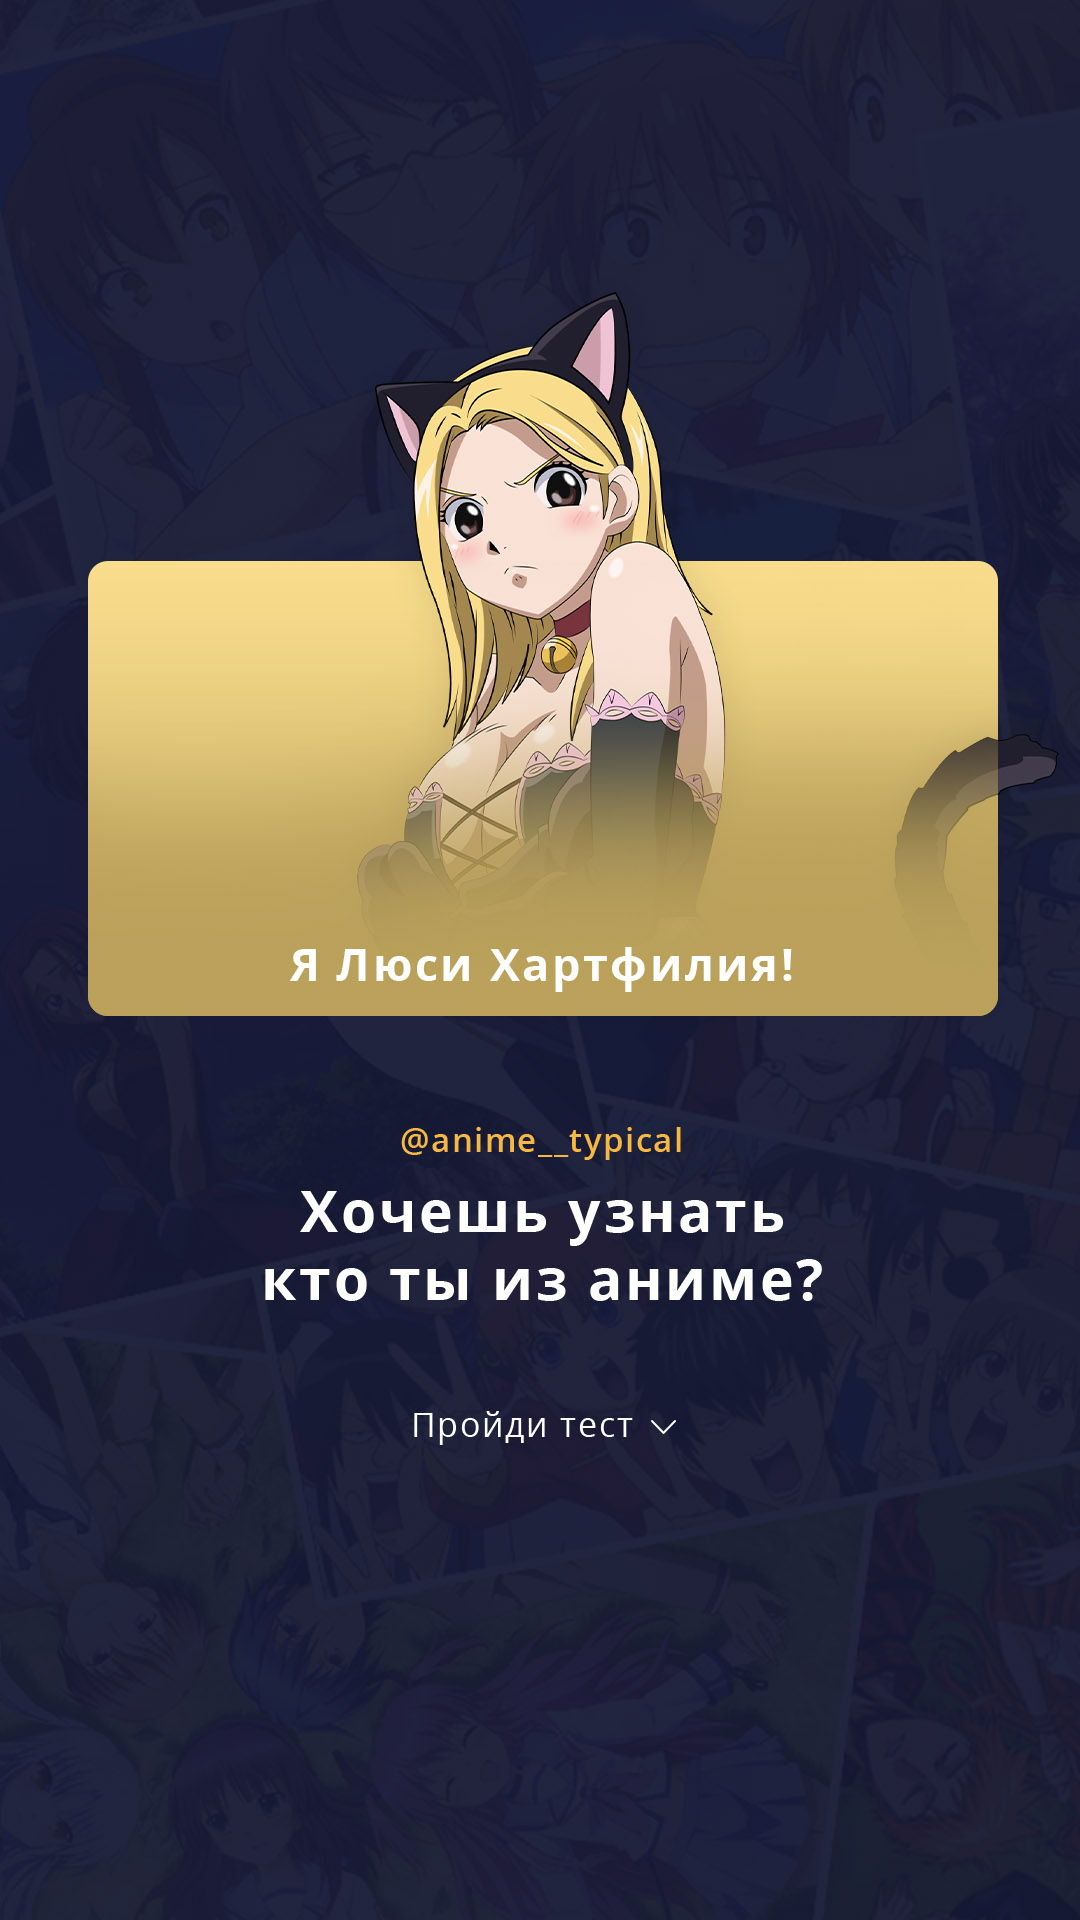 Я Люси Хартфилия!
@anime__typical
Хочешь узнать
кто ты из аниме?
Пройди тест